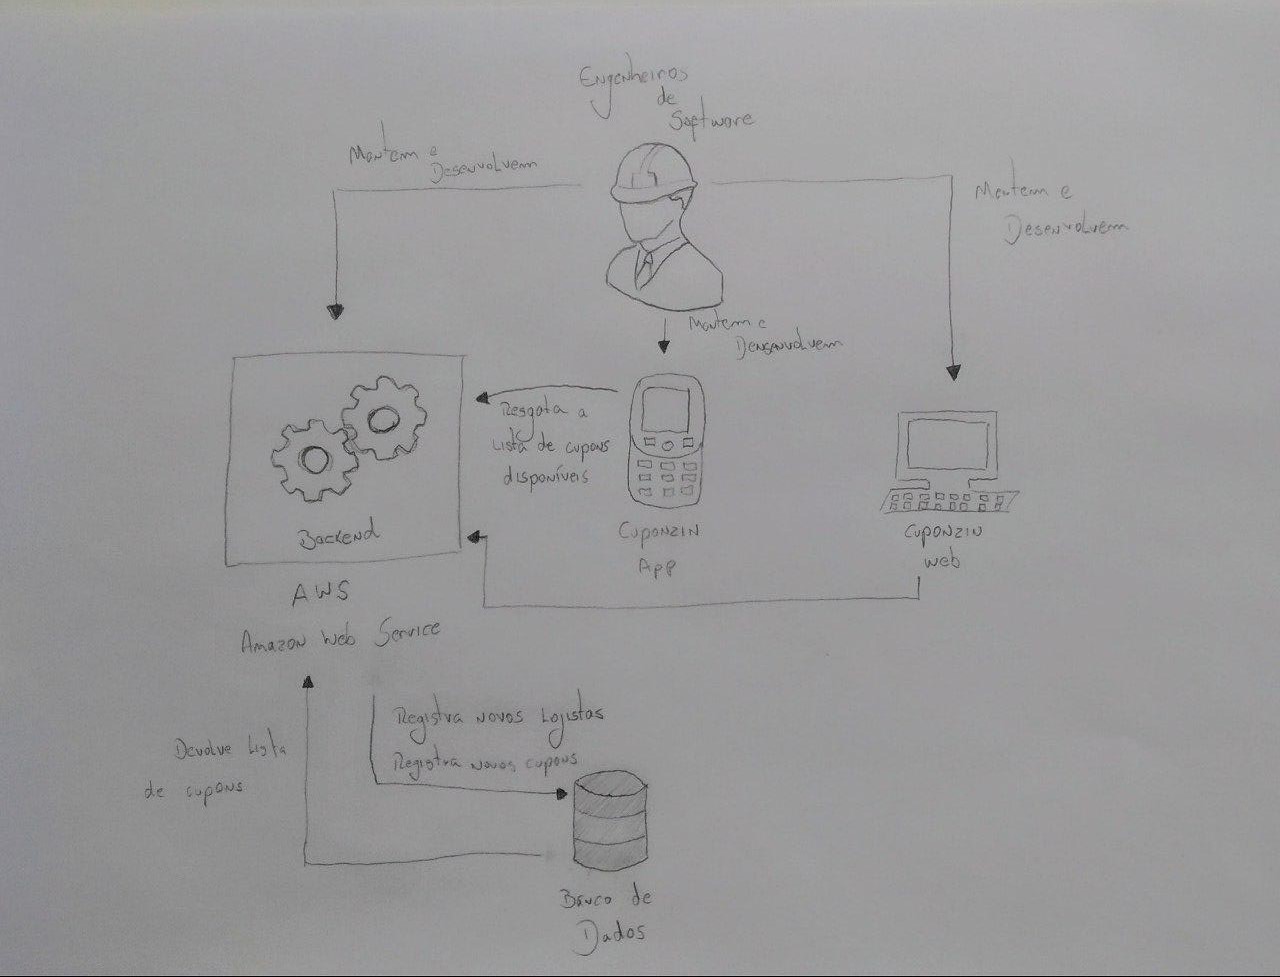 Engenheiros
de
Software
Mantem e
Desenvolvem
Mantem e
Desenvolvem
Mantem e
Densenvolvem
Resgata a
Lista de cupons
disponíveis
Backend
Cuponzin
App
Cuponzin
Web
AWS
Amazon Web Service
Registra novos Lojistas
Registra novos cupons
Devolve Lista
de cupons
Banco de
Dados